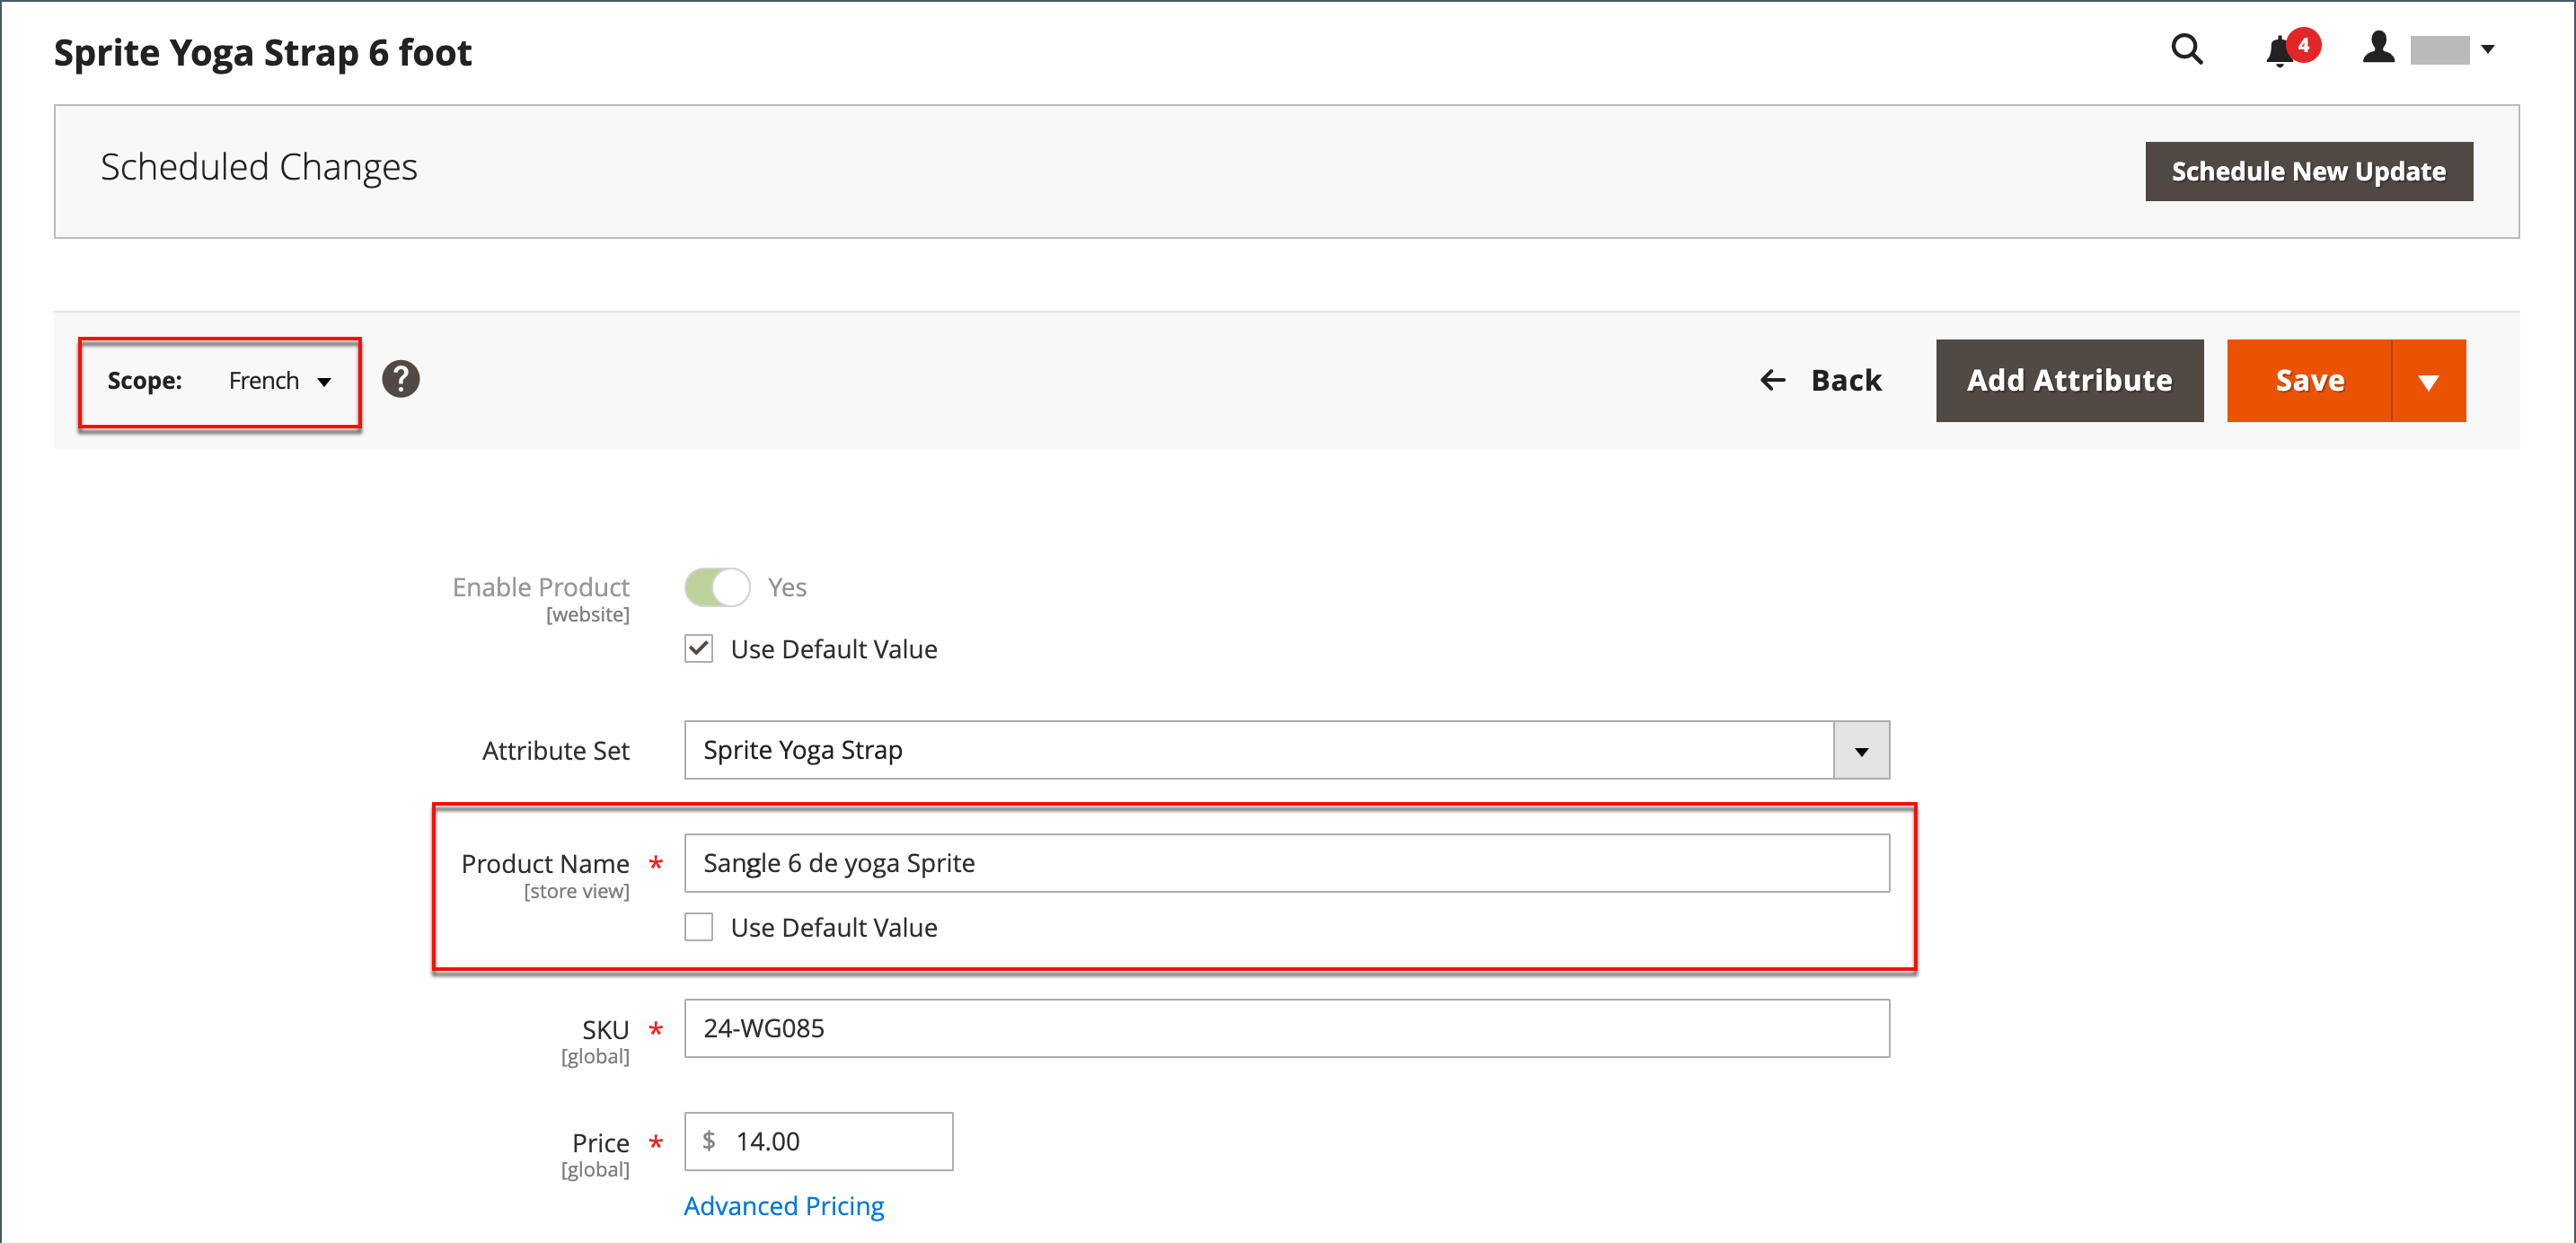 Sprite Yoga Strap 6 foot
4
Scheduled Changes
Schedule New Update
Scope: French
?
Back
Add Attribute
Save
Enable Product
[website]
Yes
Use Default Value
Attribute Set
Sprite Yoga Strap
Product Name *
[store view]
Sangle 6 de yoga Sprite
Use Default Value
SKU *
[global]
24-WG085
Price *
[global]
$ 14.00
Advanced Pricing